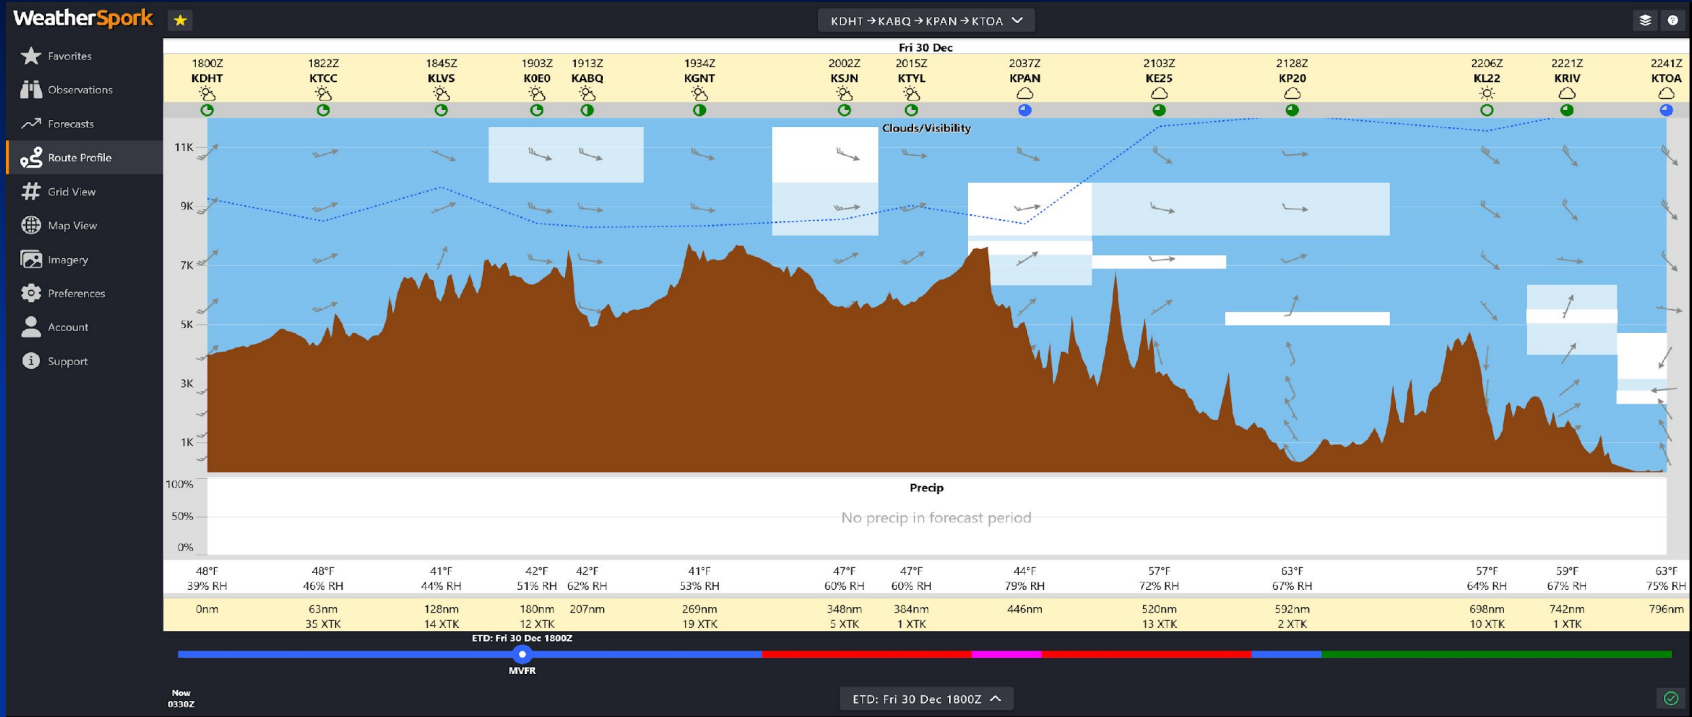 WeatherSpork
KDHT→KABQ→KPAN→KTOA
Favorites
Observations
Forecasts
Route Profile
Grid View
Map View
Imagery
Preferences
Account
Support
Fri 30 Dec
1800Z 1822Z 1845Z 1903Z 1913Z 1934Z 2002Z 2015Z 2037Z 2103Z 2128Z 2206Z 2221Z 2241Z
KDHT KTCC KLVS K0E0 KABQ KGNT KSJN KTYL KPAN KE25 KP20 KL22 KRIV KTOA
Clouds/Visibility
11K
9K
7K
5K
3K
1K
Precip
100%
50%
0%
No precip in forecast period
48°F 48°F 41°F 42°F 42°F 41°F 47°F 47°F 44°F 57°F 63°F 57°F 59°F 63°F
39% RH 46% RH 44% RH 51% RH 62% RH 53% RH 60% RH 60% RH 79% RH 72% RH 67% RH 64% RH 67% RH 75% RH
0nm 63nm 128nm 180nm 207nm 269nm 348nm 384nm 446nm 520nm 592nm 698nm 742nm 796nm
35 XTK 14 XTK 12 XTK 19 XTK 5 XTK 1 XTK 13 XTK 2 XTK 10 XTK 1 XTK
ETD: Fri 30 Dec 1800Z
MVFR
Now
0330Z
ETD: Fri 30 Dec 1800Z